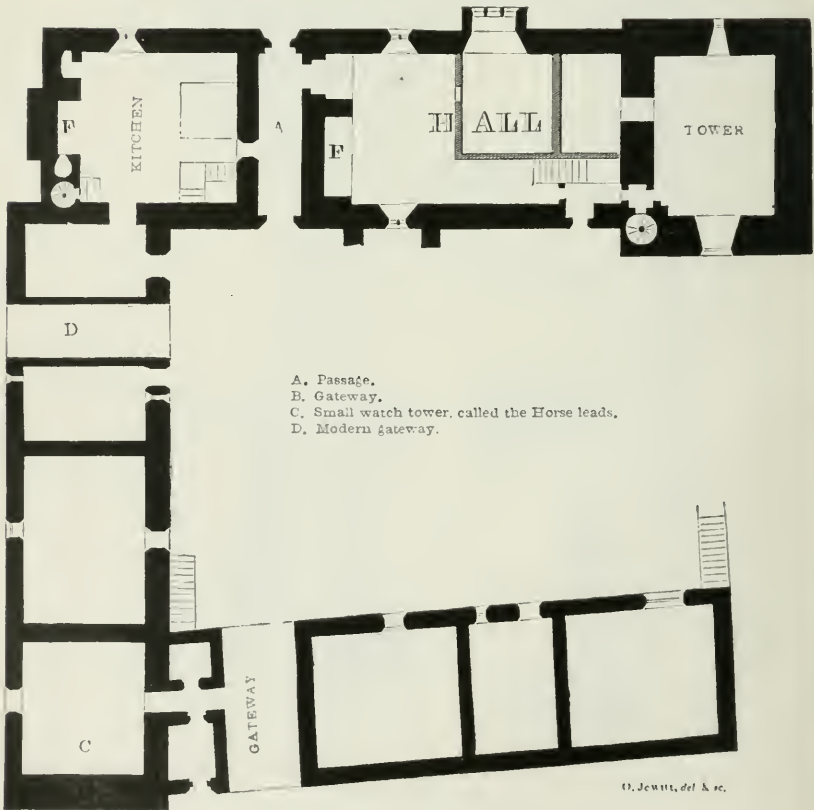 F
KITCHEN
A
F
HALL
TOWER
D
A. Passage.
B. Gateway.
C. Small watch tower, called the Horse leads.
D. Modern gateway.
GATEWAY
C
O. Jewitt, del & sc.